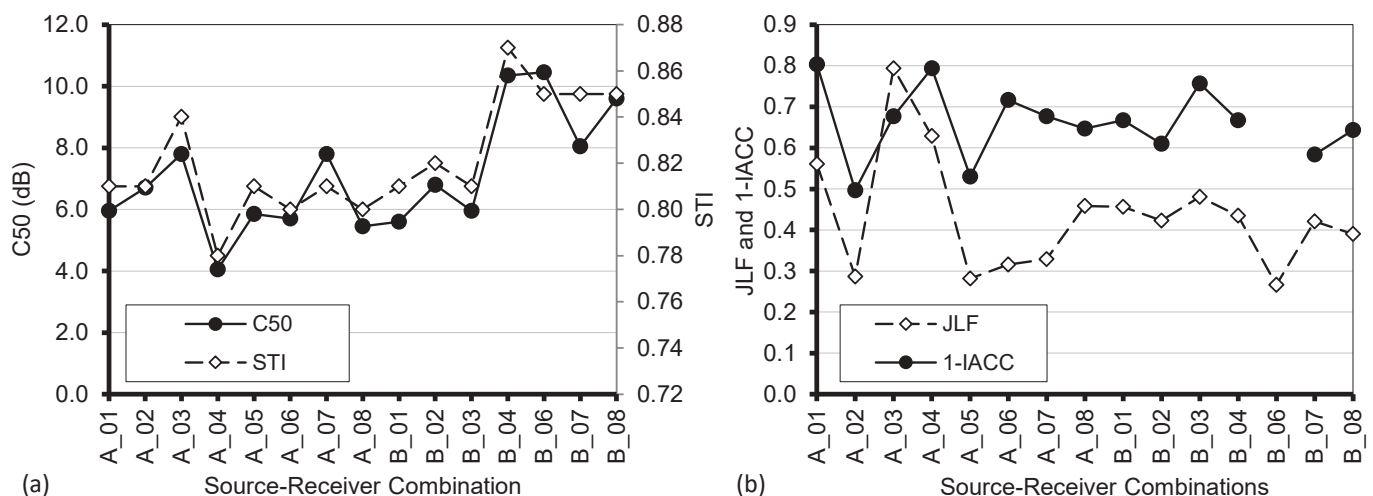 12.0
10.0
8.0
6.0
4.0
2.0
0.0
C50 (dB)
0.88
0.86
0.84
0.82
0.80
0.78
0.76
0.74
0.72
STI
C50
STI
A_01
A_02
A_03
A_04
A_05
A_06
A_07
A_08
B_01
B_02
B_03
B_04
B_06
B_07
B_08
(a)
Source-Receiver Combination
0.9
0.8
0.7
0.6
0.5
0.4
0.3
0.2
0.1
0.0
JLF and 1-IACC
JLF
1-IACC
A_01
A_02
A_03
A_04
A_05
A_06
A_07
A_08
B_01
B_02
B_03
B_04
B_06
B_07
B_08
(b)
Source-Receiver Combinations